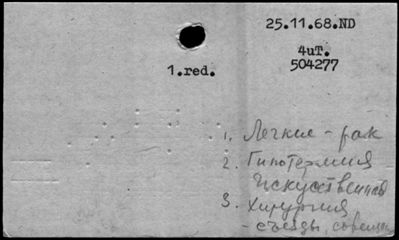 25.11.68.ND
4uT.
1.red. 504277
1. Легкие - рак
2. Гипотермия
искусственная
3. Хирургия
- съезды, совещ